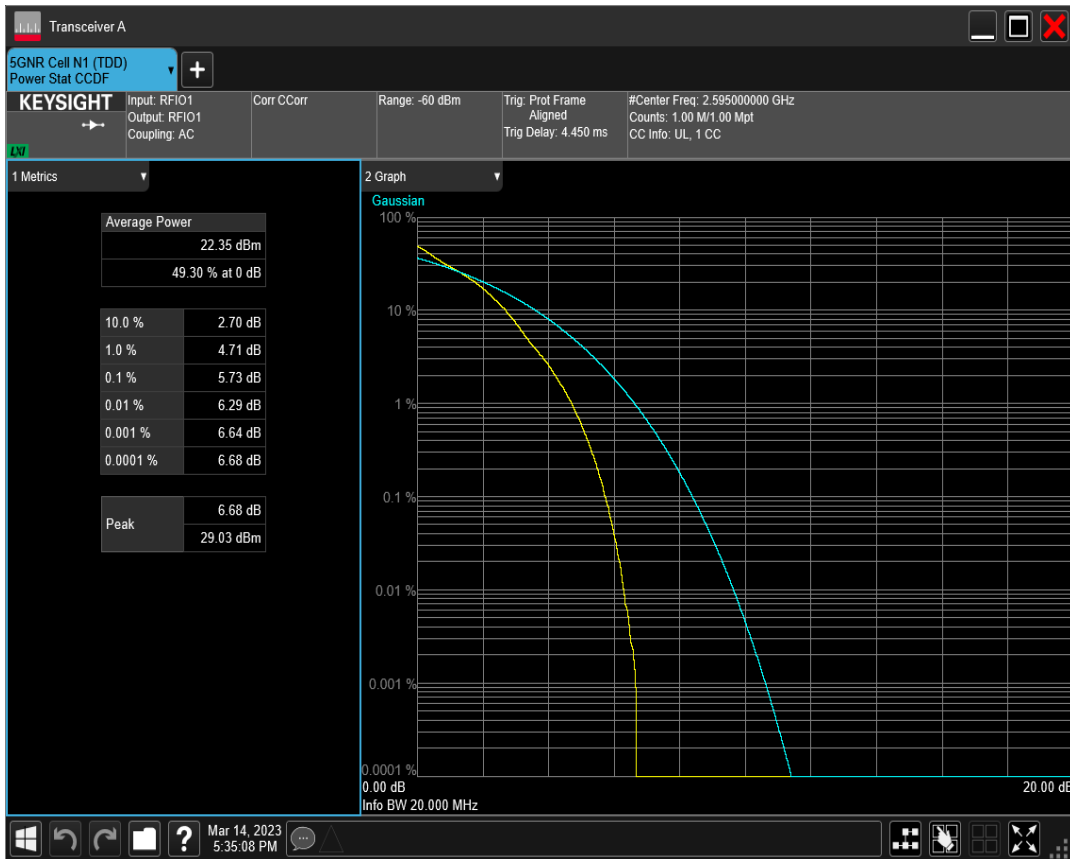 Transceiver A
5GNR Cell N1 (TDD)
Power Stat CCDF
+
KEYSIGHT
LXI
Input: RFIO1
Output: RFIO1
Coupling: AC
Corr CCorr
Range: -60 dBm
Trig: Prot Frame
Aligned
Trig Delay: 4.450 ms
#Center Freq: 2.595000000 GHz
Counts: 1.00 M/1.00 Mpt
CC Info: UL, 1 CC
1 Metrics
Average Power
22.35 dBm
49.30 % at 0 dB
10.0 % 2.70 dB
1.0 % 4.71 dB
0.1 % 5.73 dB
0.01 % 6.29 dB
0.001 % 6.64 dB
0.0001 % 6.68 dB
Peak
6.68 dB
29.03 dBm
2 Graph
Gaussian
100 %
10 %
1 %
0.1 %
0.01 %
0.001 %
0.0001 %
0.00 dB 20.00 dB
Info BW 20.000 MHz
?
Mar 14, 2023
5:35:08 PM